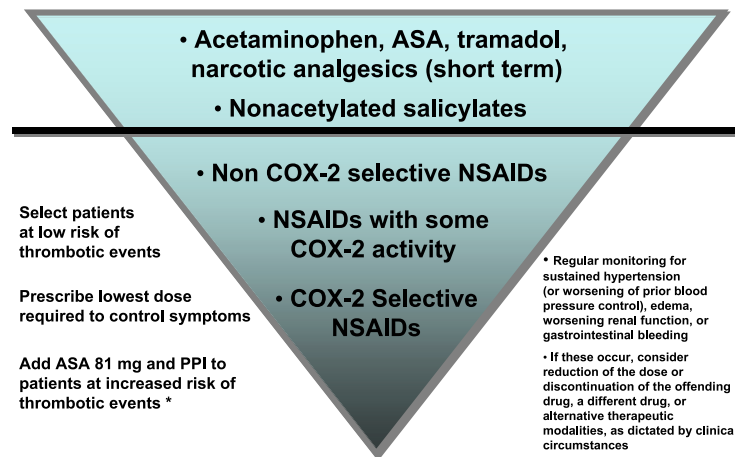 • Acetaminophen, ASA, tramadol,
narcotic analgesics (short term)
• Nonacetylated salicylates
• Non COX-2 selective NSAIDs
• NSAIDs with some
COX-2 activity
• COX-2 Selective
NSAIDs
Select patients
at low risk of
thrombotic events
Prescribe lowest dose
required to control symptoms
Add ASA 81 mg and PPI to
patients at increased risk of
thrombotic events *
• Regular monitoring for
sustained hypertension
(or worsening of prior blood
pressure control), edema,
worsening renal function, or
gastrointestinal bleeding
• If these occur, consider
reduction of the dose or
discontinuation of the offending
drug, a different drug, or
alternative therapeutic
modalities, as dictated by clinica
circumstances